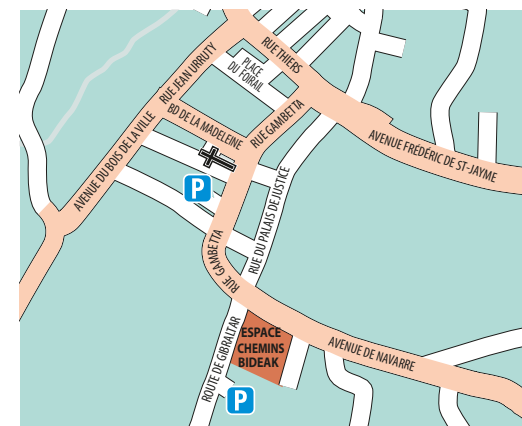 RUE THIERS
RUE JEAN URRUTY
PLACE
DU FOIRAIL
BD DE LA MADELEINE
RUE GAMBETTA
AVENUE FRÉDÉRIC DE ST-JAYME
AVENUE DU BOIS DE LA VILLE
P
RUE DU PALAIS DE JUSTICE
RUE GAMBETTA
ESPACE
CHEMINS
BIDEAK
ROUTE DE GIBRALTAR
AVENUE DE NAVARRE
P